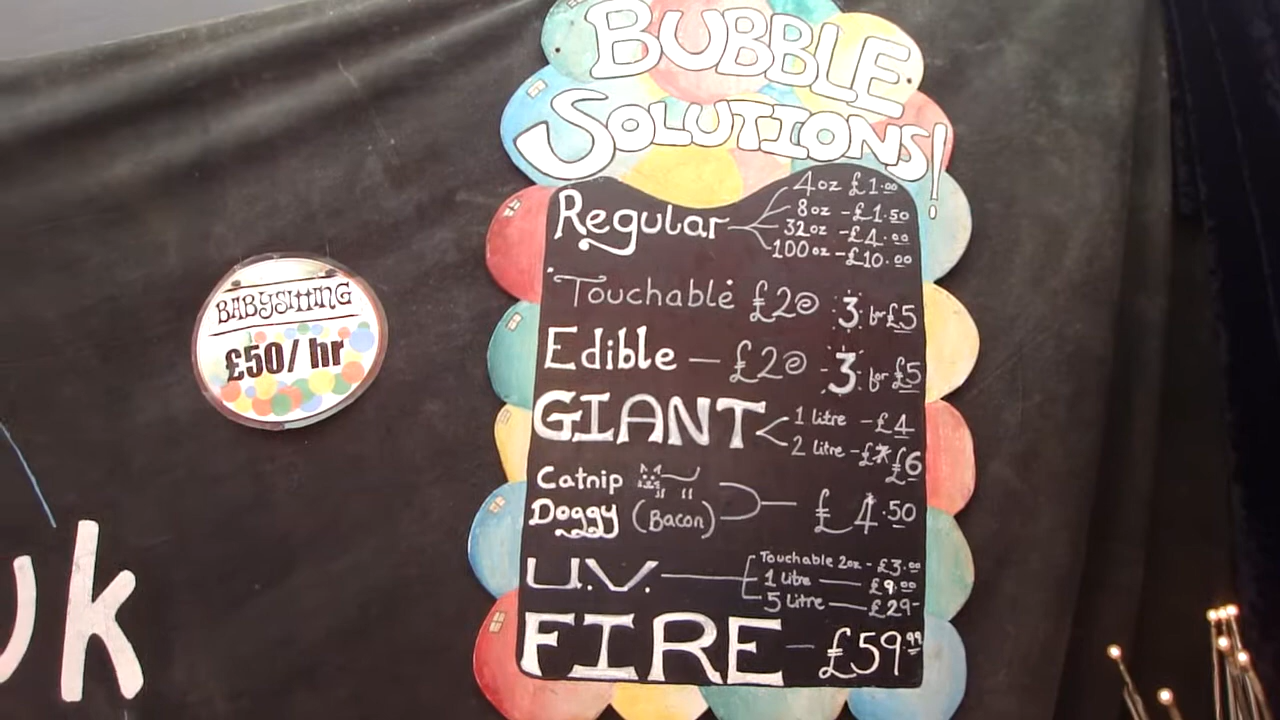 BUBBLE
SOLUTIONS!
Regular
4oz £1.00
8oz - £1.50
32oz - £4.00
100oz - £10.00
Touchable £2 3 for £5
Edible - £2 3 for £5
GIANT
1 litre - £4
2 litre - £6
Catnip
Doggy (Bacon)
£4.50
U.V.
Touchable 2oz - £3.00
1 Litre - £9.00
5 Litre - £29-
FIRE - £59.99
BABYSITTING
£50/hr
uk